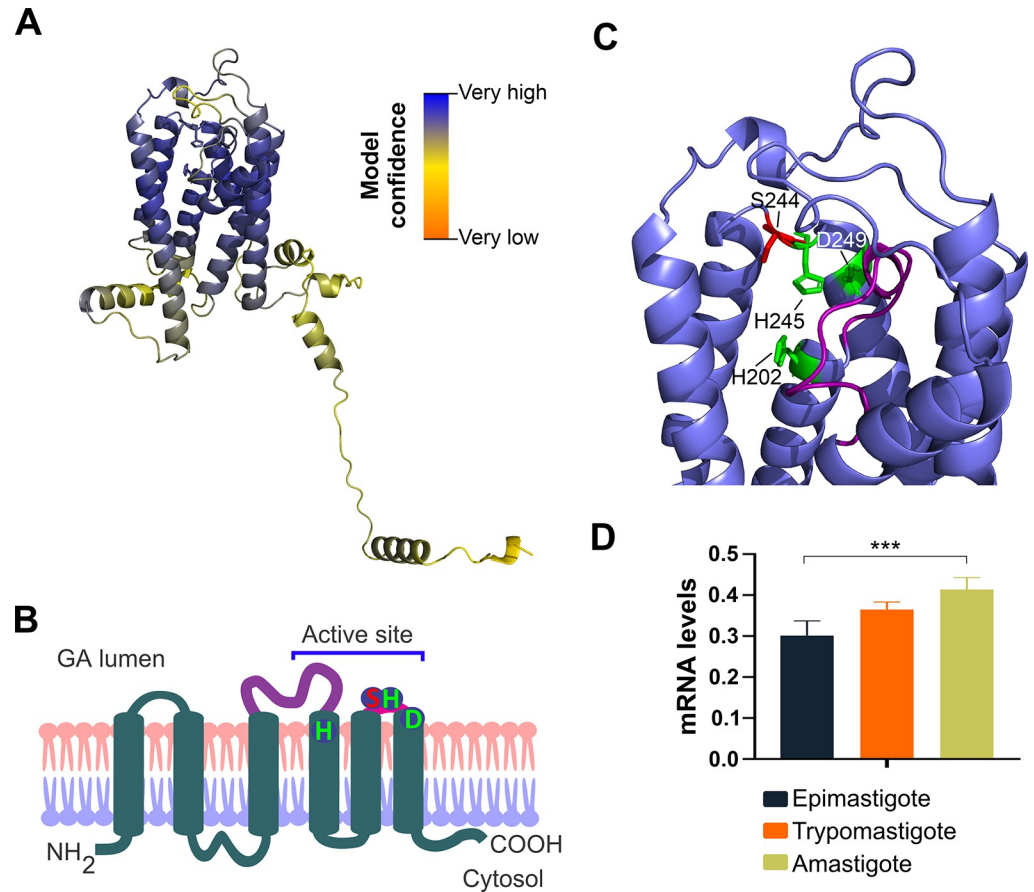 A
Very high
Model
confidence
Very low
B
Active site
GA lumen
S H
H
D
NH2
COOH
Cytosol
C
S244
D249
H245
H202
D
***
mRNA levels
0.5
0.4
0.3
0.2
0.1
0.0
Epimastigote
Trypomastigote
Amastigote